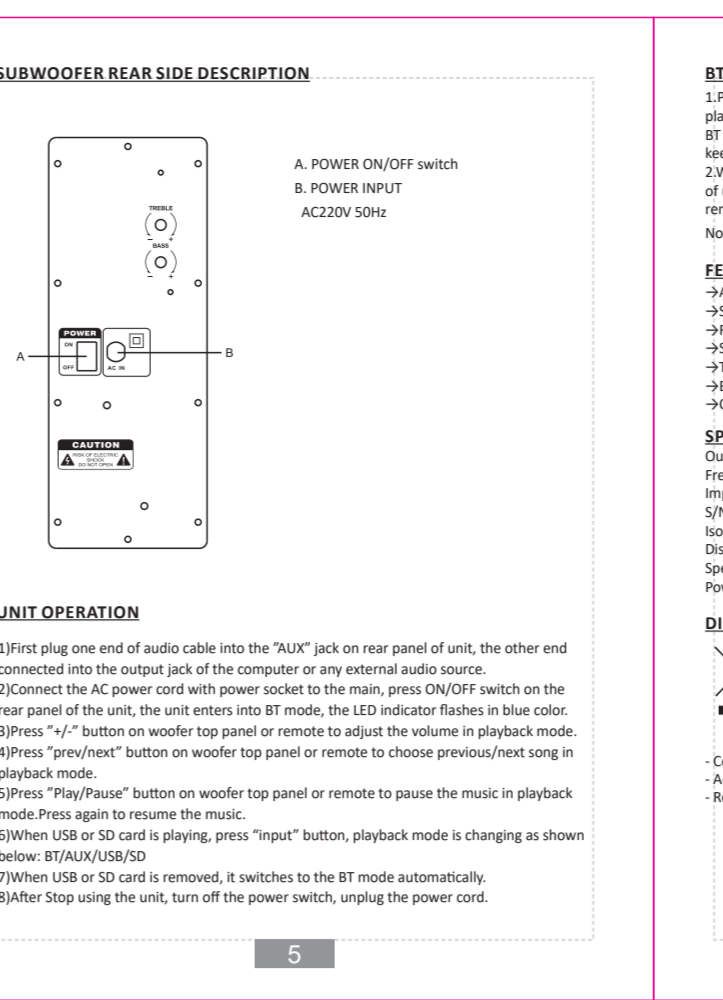 SUBWOOFER REAR SIDE DESCRIPTION
A. POWER ON/OFF switch
B. POWER INPUT
AC220V 50Hz
TREBLE
– +
BASS
– +
POWER
ON
OFF
AC IN
A
B
CAUTION
RISK OF ELECTRIC
SHOCK
DO NOT OPEN
UNIT OPERATION
1)First plug one end of audio cable into the ”AUX” jack on rear panel of unit, the other end
connected into the output jack of the computer or any external audio source.
2)Connect the AC power cord with power socket to the main, press ON/OFF switch on the
rear panel of the unit, the unit enters into BT mode, the LED indicator flashes in blue color.
3)Press ”+/-” button on woofer top panel or remote to adjust the volume in playback mode.
4)Press ”prev/next” button on woofer top panel or remote to choose previous/next song in
playback mode.
5)Press ”Play/Pause” button on woofer top panel or remote to pause the music in playback
mode.Press again to resume the music.
6)When USB or SD card is playing, press “input” button, playback mode is changing as shown
below: BT/AUX/USB/SD
7)When USB or SD card is removed, it switches to the BT mode automatically.
8)After Stop using the unit, turn off the power switch, unplug the power cord.
5
BT
BT
of